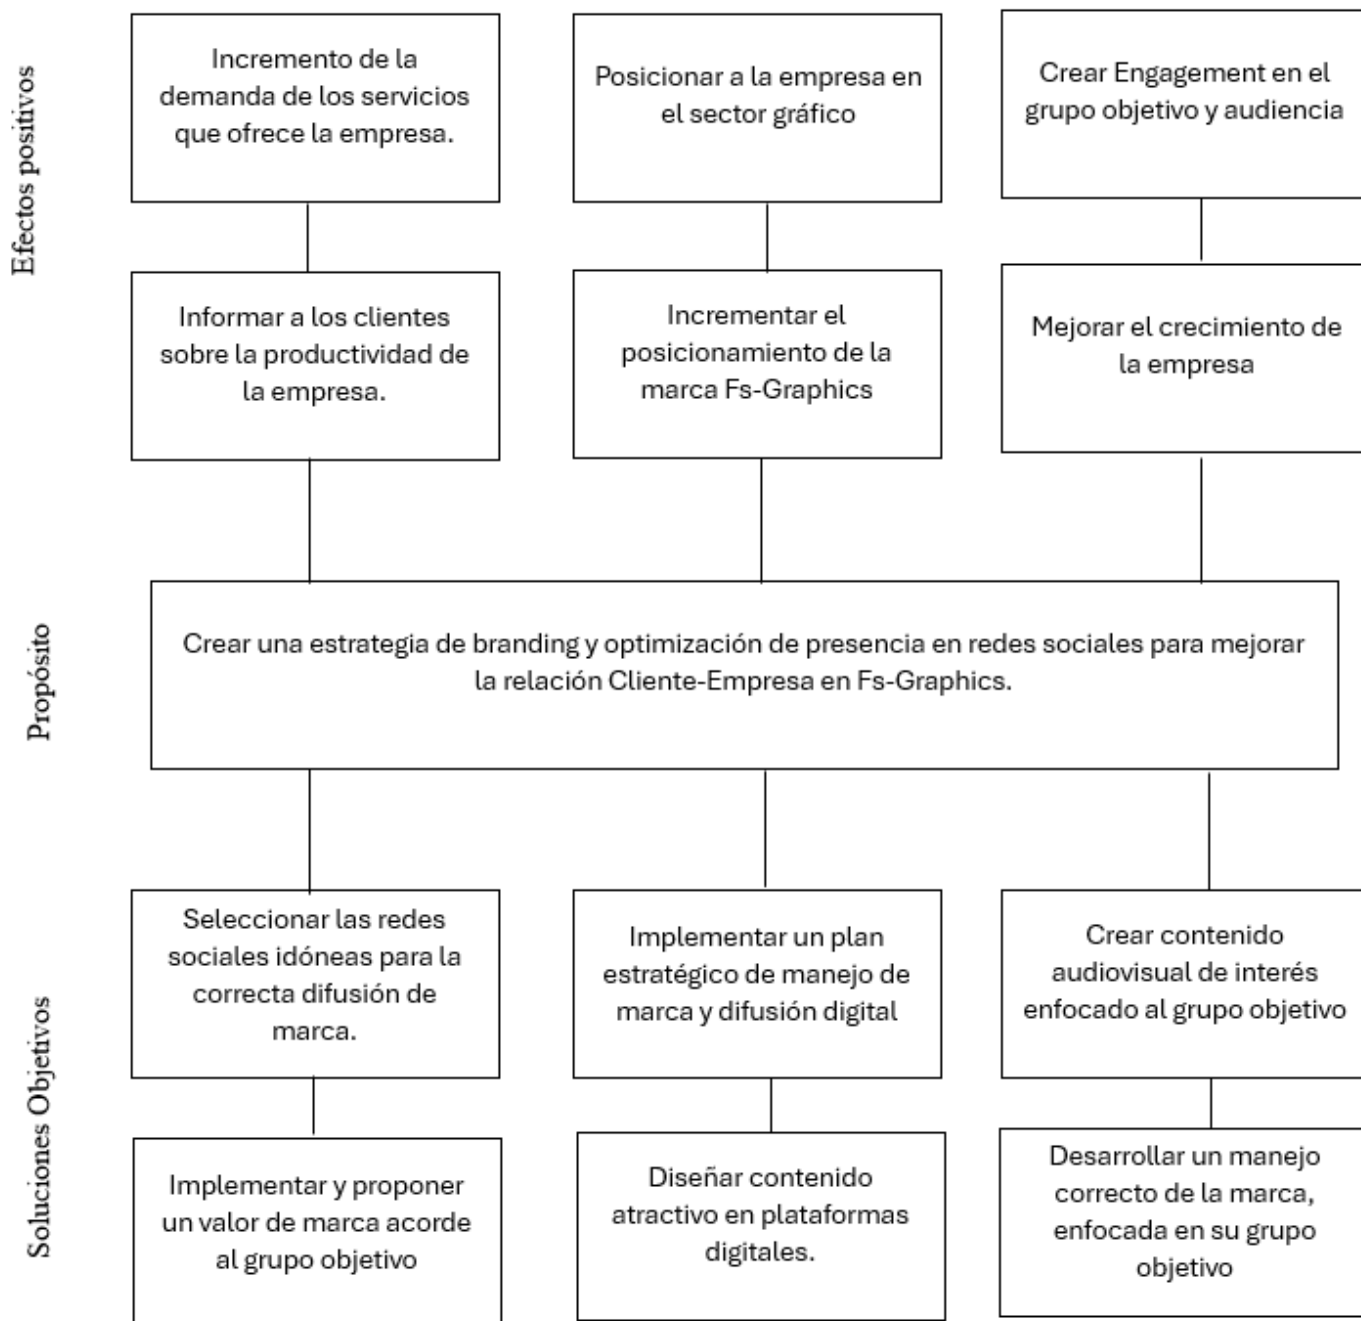 Efectos positivos
Incremento de la
demanda de los servicios
que ofrece la empresa.
Posicionar a la empresa en
el sector gráfico
Crear Engagement en el
grupo objetivo y audiencia
Informar a los clientes
sobre la productividad de
la empresa.
Incrementar el
posicionamiento de la
marca Fs-Graphics
Mejorar el crecimiento de
la empresa
Propósito
Crear una estrategia de branding y optimización de presencia en redes sociales para mejorar
la relación Cliente-Empresa en Fs-Graphics.
Soluciones Objetivos
Seleccionar las redes
sociales idóneas para la
correcta difusión de
marca.
Implementar un plan
estratégico de manejo de
marca y difusión digital
Crear contenido
audiovisual de interés
enfocado al grupo objetivo
Implementar y proponer
un valor de marca acorde
al grupo objetivo
Diseñar contenido
atractivo en plataformas
digitales.
Desarrollar un manejo
correcto de la marca,
enfocada en su grupo
objetivo